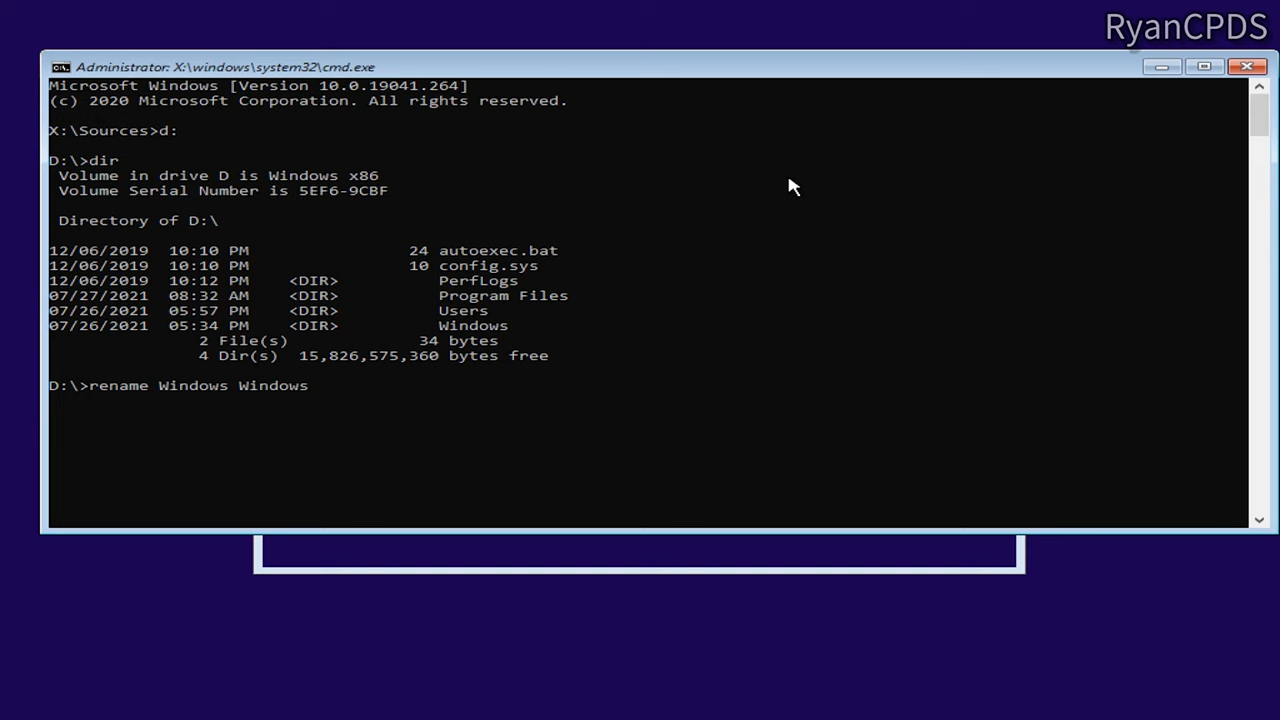 RyanCPDS
Administrator: X:\windows\system32\cmd.exe
Microsoft Windows [Version 10.0.19041.264]
(c) 2020 Microsoft Corporation. All rights reserved.
X:\Sources>d:
D:\>dir
Volume in drive D is Windows x86
Volume Serial Number is 5EF6-9CBF
Directory of D:\
12/06/2019  10:10 PM                24 autoexec.bat
12/06/2019  10:10 PM                10 config.sys
12/06/2019  10:12 PM    <DIR>          PerfLogs
07/27/2021  08:32 AM    <DIR>          Program Files
07/26/2021  05:57 PM    <DIR>          Users
07/26/2021  05:34 PM    <DIR>          Windows
2 File(s)             34 bytes
4 Dir(s)  15,826,575,360 bytes free
D:\>rename Windows Windows